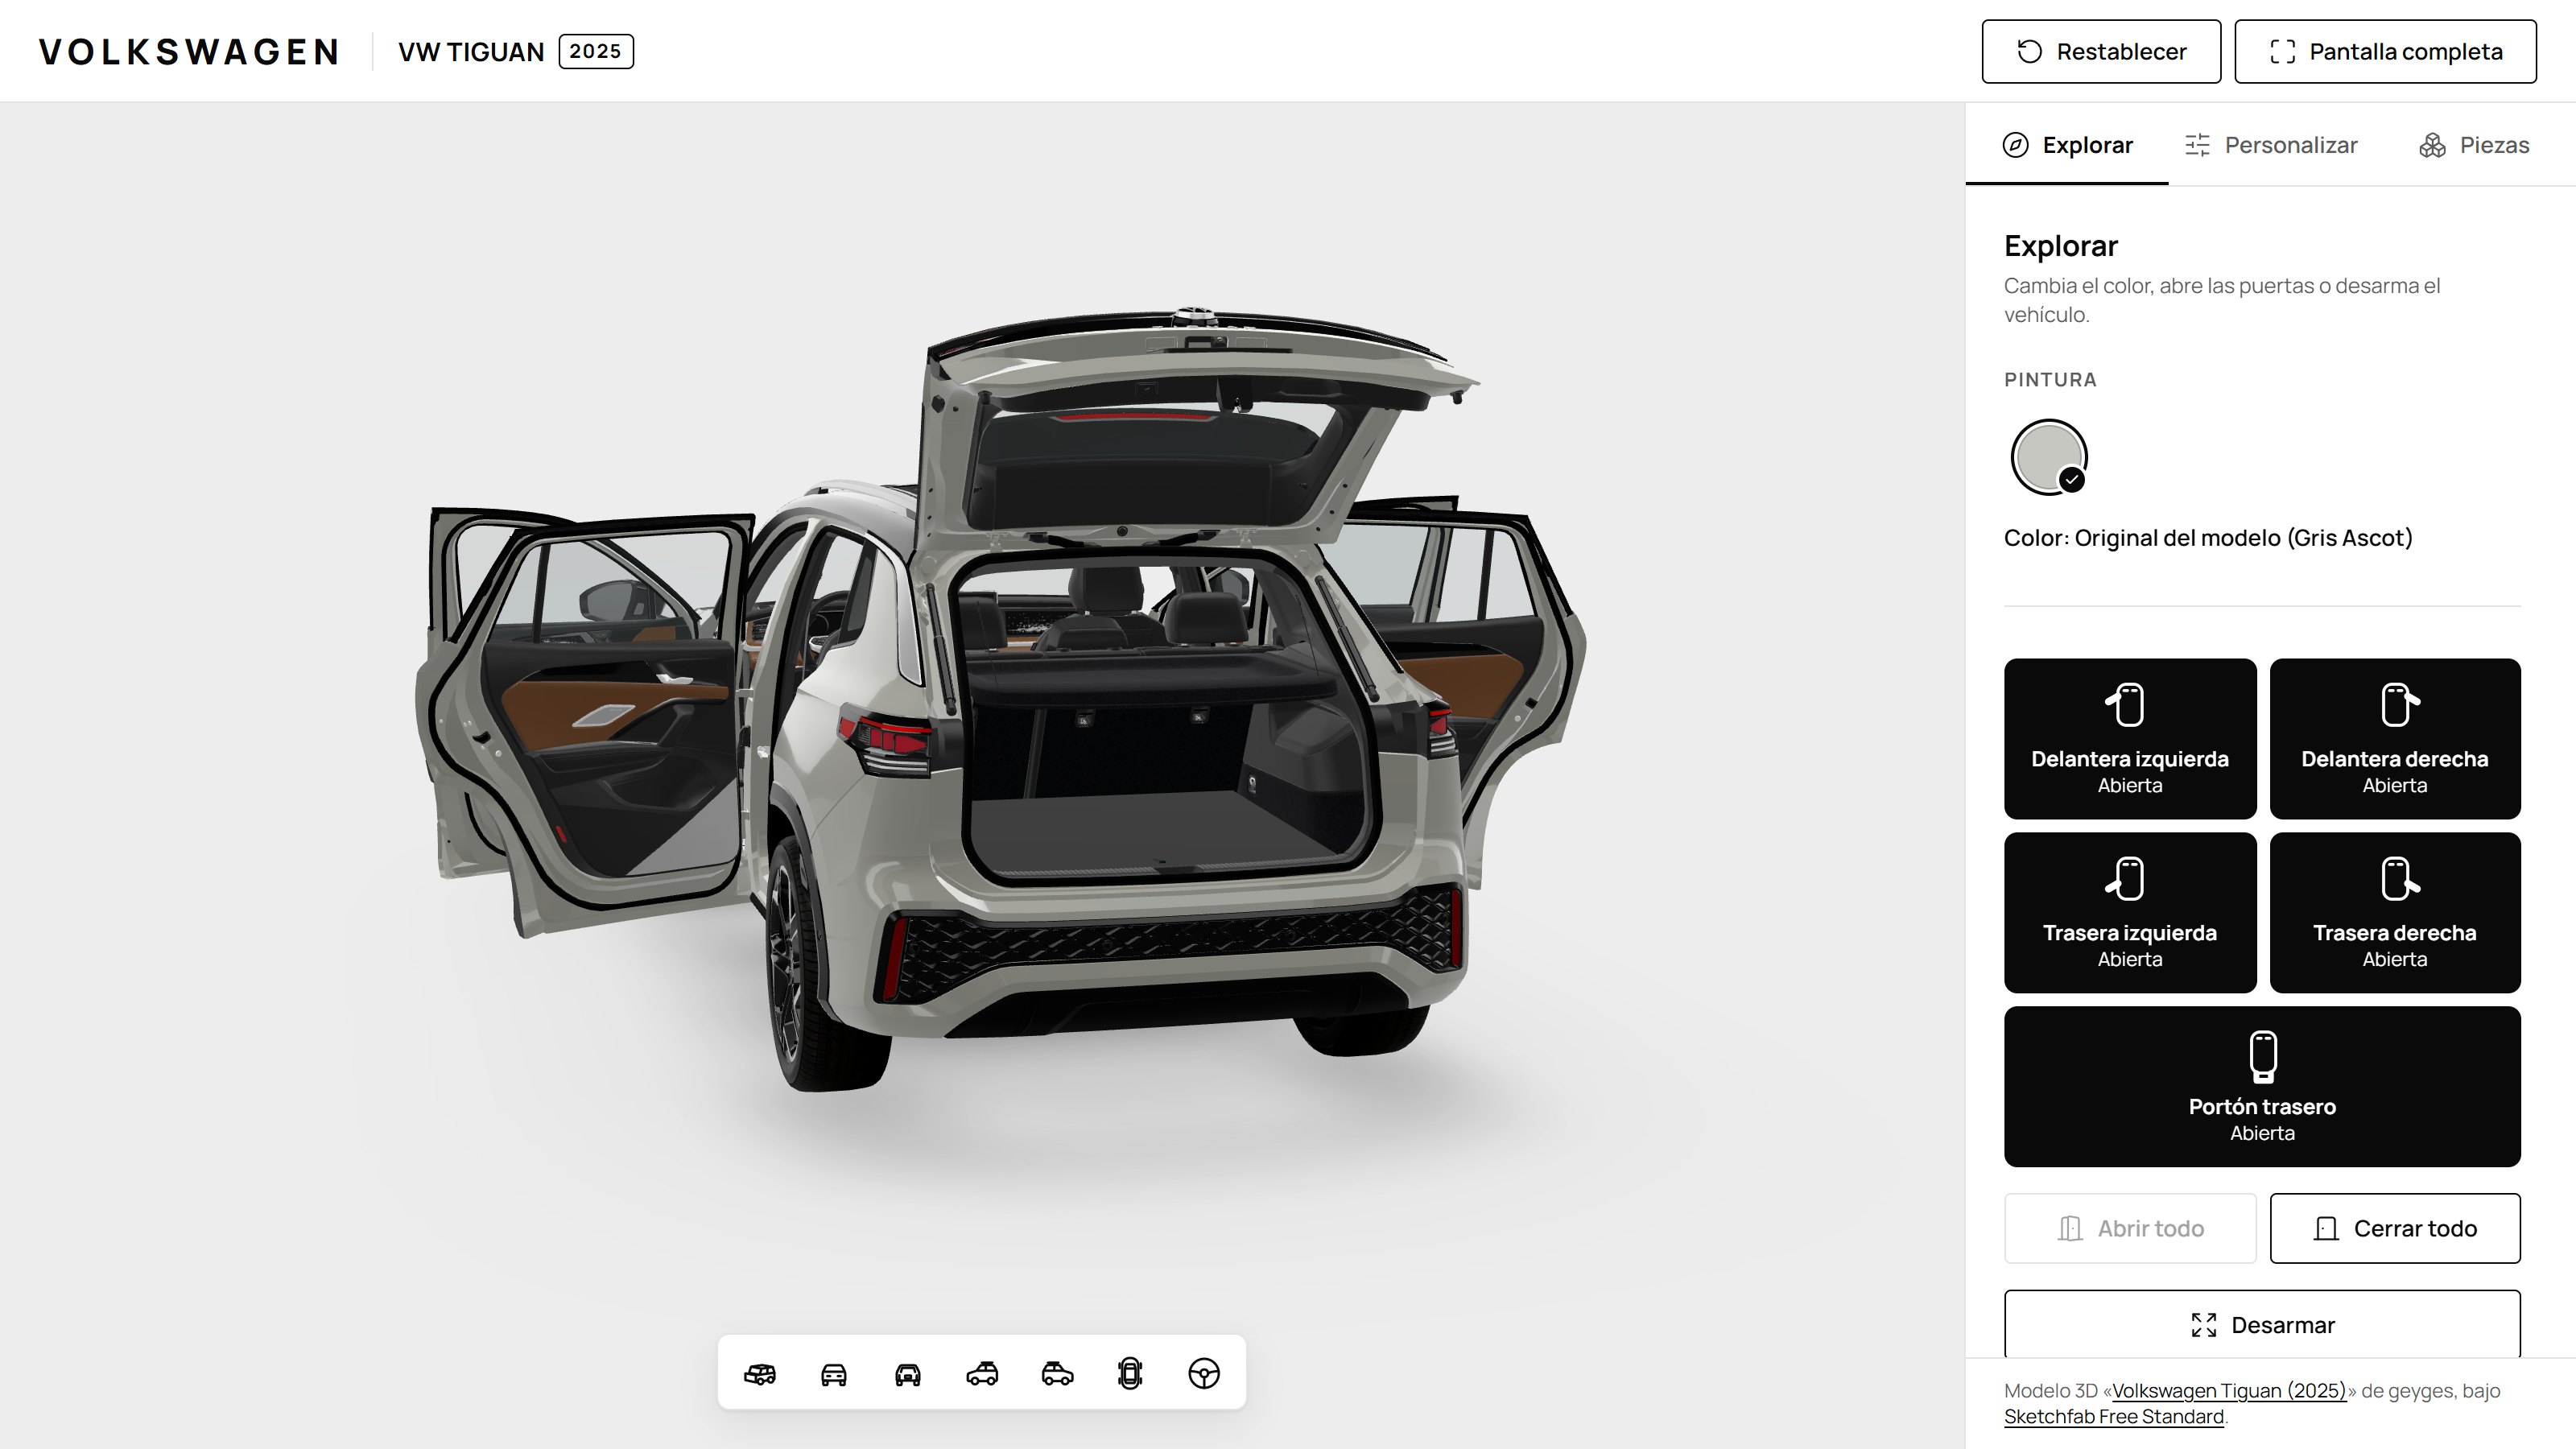 VOLKSWAGEN
VW TIGUAN 2025
Restablecer
Pantalla completa
Explorar
Personalizar
Piezas
Explorar
Cambia el color, abre las puertas o desarma el
vehículo.
PINTURA
Color: Original del modelo (Gris Ascot)
Delantera izquierda
Abierta
Delantera derecha
Abierta
Trasera izquierda
Abierta
Trasera derecha
Abierta
Portón trasero
Abierta
Abrir todo
Cerrar todo
Desarmar
Modelo 3D «Volkswagen Tiguan (2025)» de geyges, bajo
Sketchfab Free Standard.